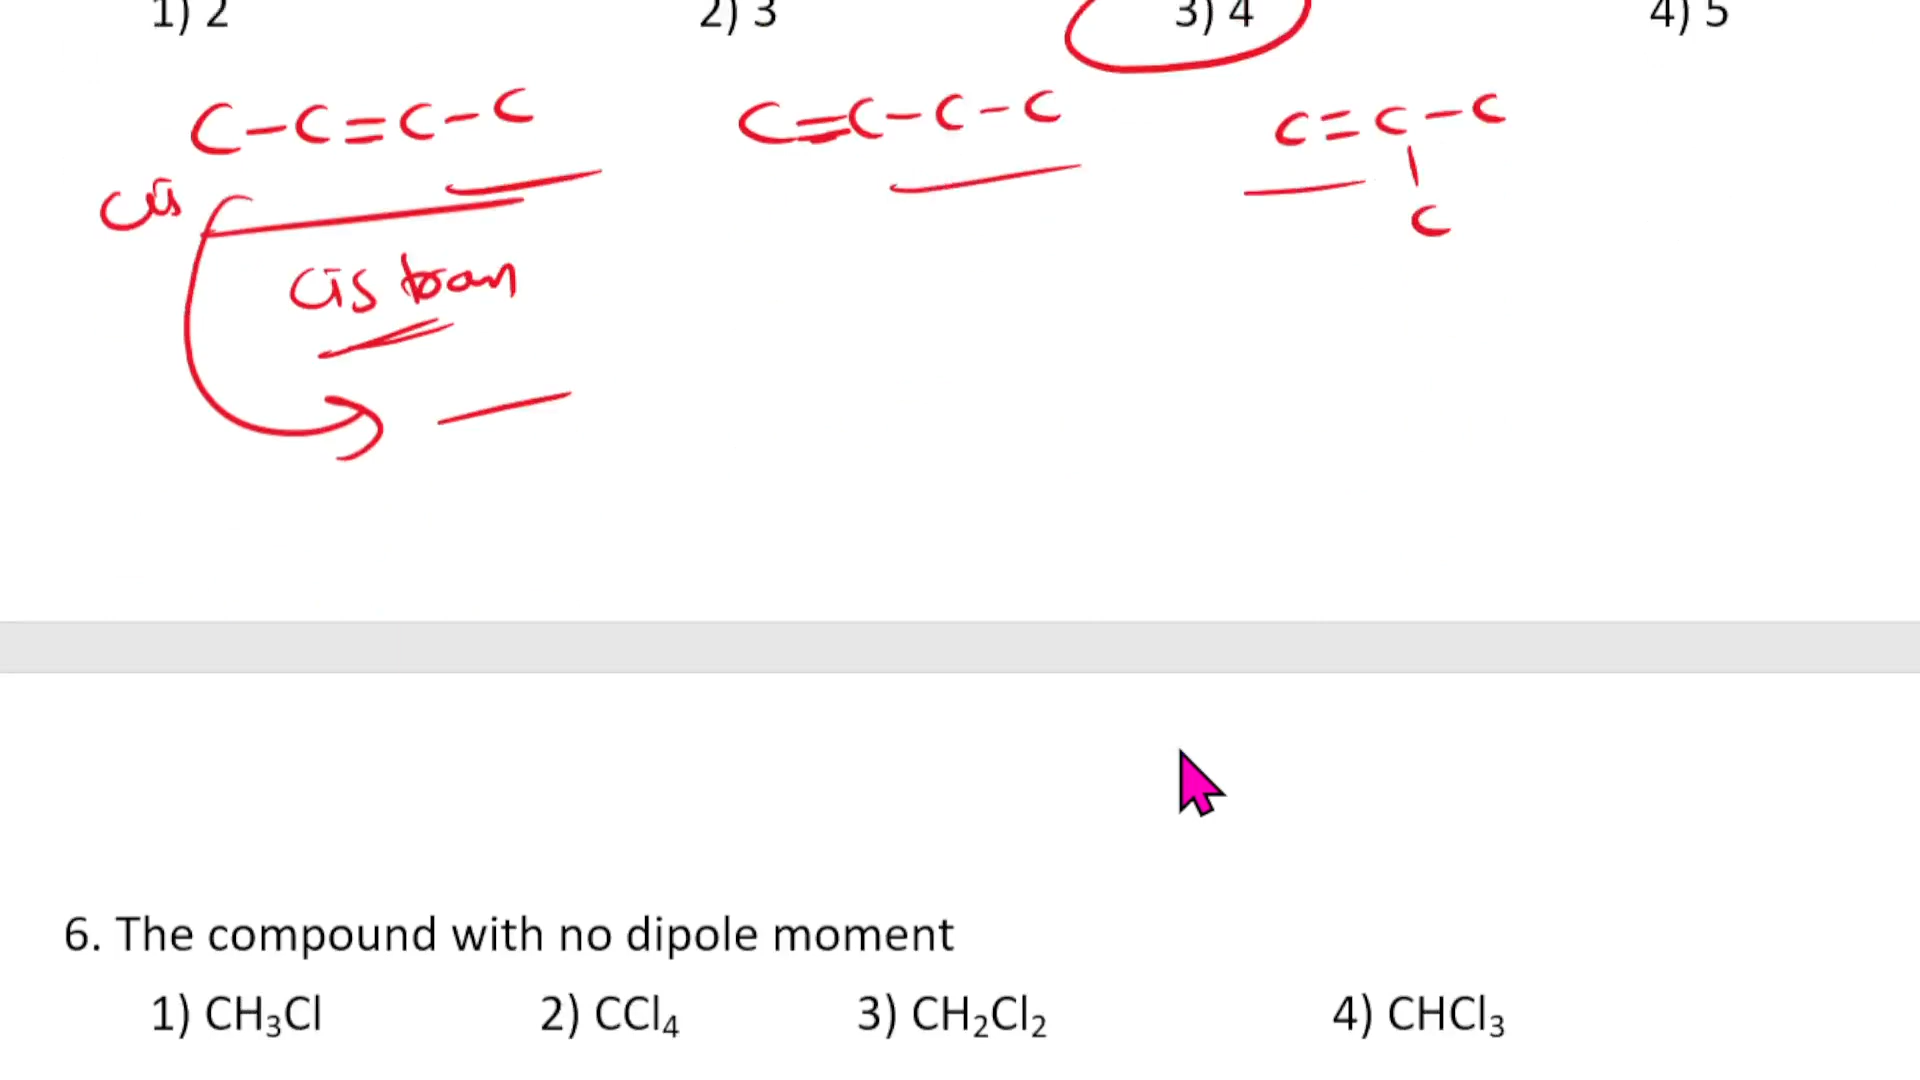 1) 2 2) 3 3) 4 4) 5
C-C=C-C C=C-C-C C=C-C
cis C
cis tran
6. The compound with no dipole moment
1) CH₃Cl 2) CCl₄ 3) CH₂Cl₂ 4) CHCl₃